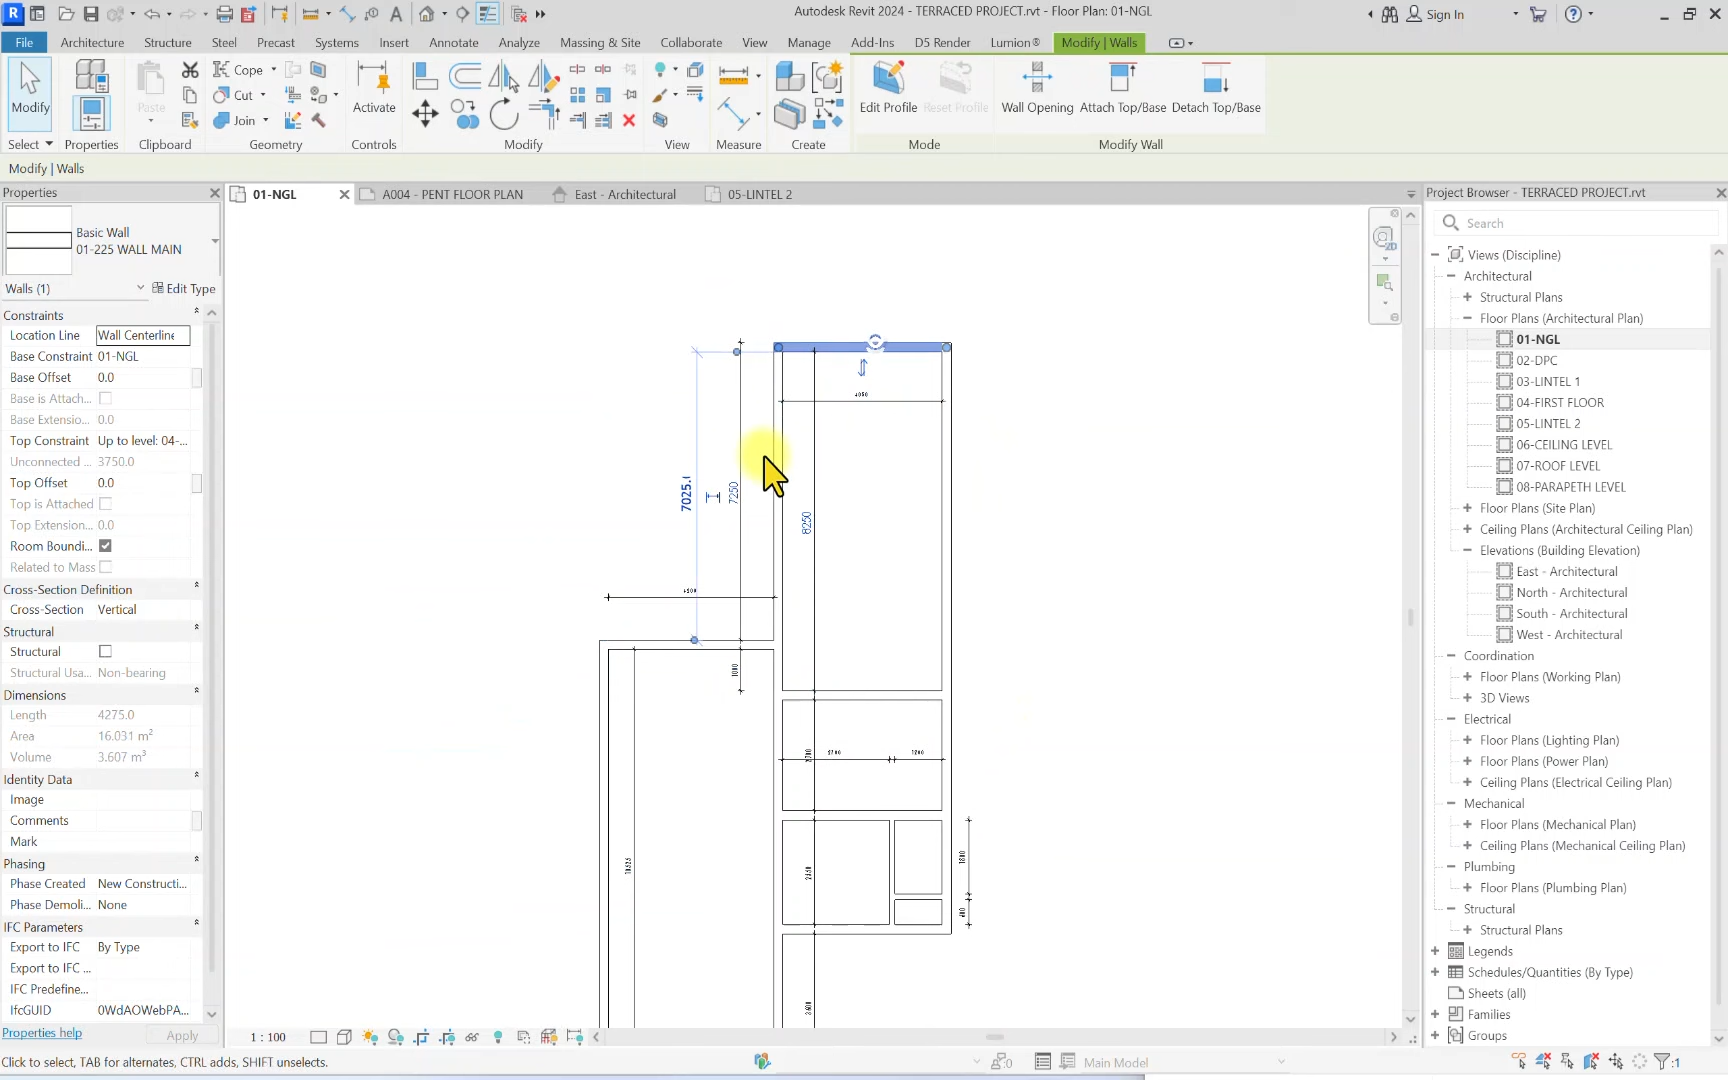 Autodesk Revit 2024 - TERRACED PROJECT.rvt - Floor Plan: 01-NGL
Sign In
File Architecture Structure Steel Precast Systems Insert Annotate Analyze Massing & Site Collaborate View Manage Add-Ins D5 Render Lumion® Modify | Walls
Modify
Select
Properties
Paste
Clipboard
Cope
Cut
Join
Geometry
Activate
Controls
Modify
View
Measure
Create
Edit Profile
Reset Profile
Mode
Wall Opening
Attach Top/Base
Detach Top/Base
Modify Wall
Modify | Walls
Properties
Basic Wall
01-225 WALL MAIN
Walls (1)
Edit Type
Constraints
Location Line Wall Centerline
Base Constraint 01-NGL
Base Offset 0.0
Base is Attach...
Base Extensio... 0.0
Top Constraint Up to level: 04-...
Unconnected ... 3750.0
Top Offset 0.0
Top is Attached
Top Extension... 0.0
Room Boundi...
Related to Mass
Cross-Section Definition
Cross-Section Vertical
Structural
Structural
Structural Usa... Non-bearing
Dimensions
Length 4275.0
Area 16.031 m²
Volume 3.607 m³
Identity Data
Image
Comments
Mark
Phasing
Phase Created New Constructi...
Phase Demoli... None
IFC Parameters
Export to IFC By Type
Export to IFC ...
IFC Predefine...
IfcGUID 0WdAOWebPA...
Properties help
Apply
01-NGL
A004 - PENT FLOOR PLAN
East - Architectural
05-LINTEL 2
7025.
7250
8250
1000
1800
1 : 100
Project Browser - TERRACED PROJECT.rvt
Search
Views (Discipline)
Architectural
Structural Plans
Floor Plans (Architectural Plan)
01-NGL
02-DPC
03-LINTEL 1
04-FIRST FLOOR
05-LINTEL 2
06-CEILING LEVEL
07-ROOF LEVEL
08-PARAPETH LEVEL
Floor Plans (Site Plan)
Ceiling Plans (Architectural Ceiling Plan)
Elevations (Building Elevation)
East - Architectural
North - Architectural
South - Architectural
West - Architectural
Coordination
Floor Plans (Working Plan)
3D Views
Electrical
Floor Plans (Lighting Plan)
Floor Plans (Power Plan)
Ceiling Plans (Electrical Ceiling Plan)
Mechanical
Floor Plans (Mechanical Plan)
Ceiling Plans (Mechanical Ceiling Plan)
Plumbing
Floor Plans (Plumbing Plan)
Structural
Structural Plans
Legends
Schedules/Quantities (By Type)
Sheets (all)
Families
Groups
Click to select, TAB for alternates, CTRL adds, SHIFT unselects.
:0
Main Model
:1